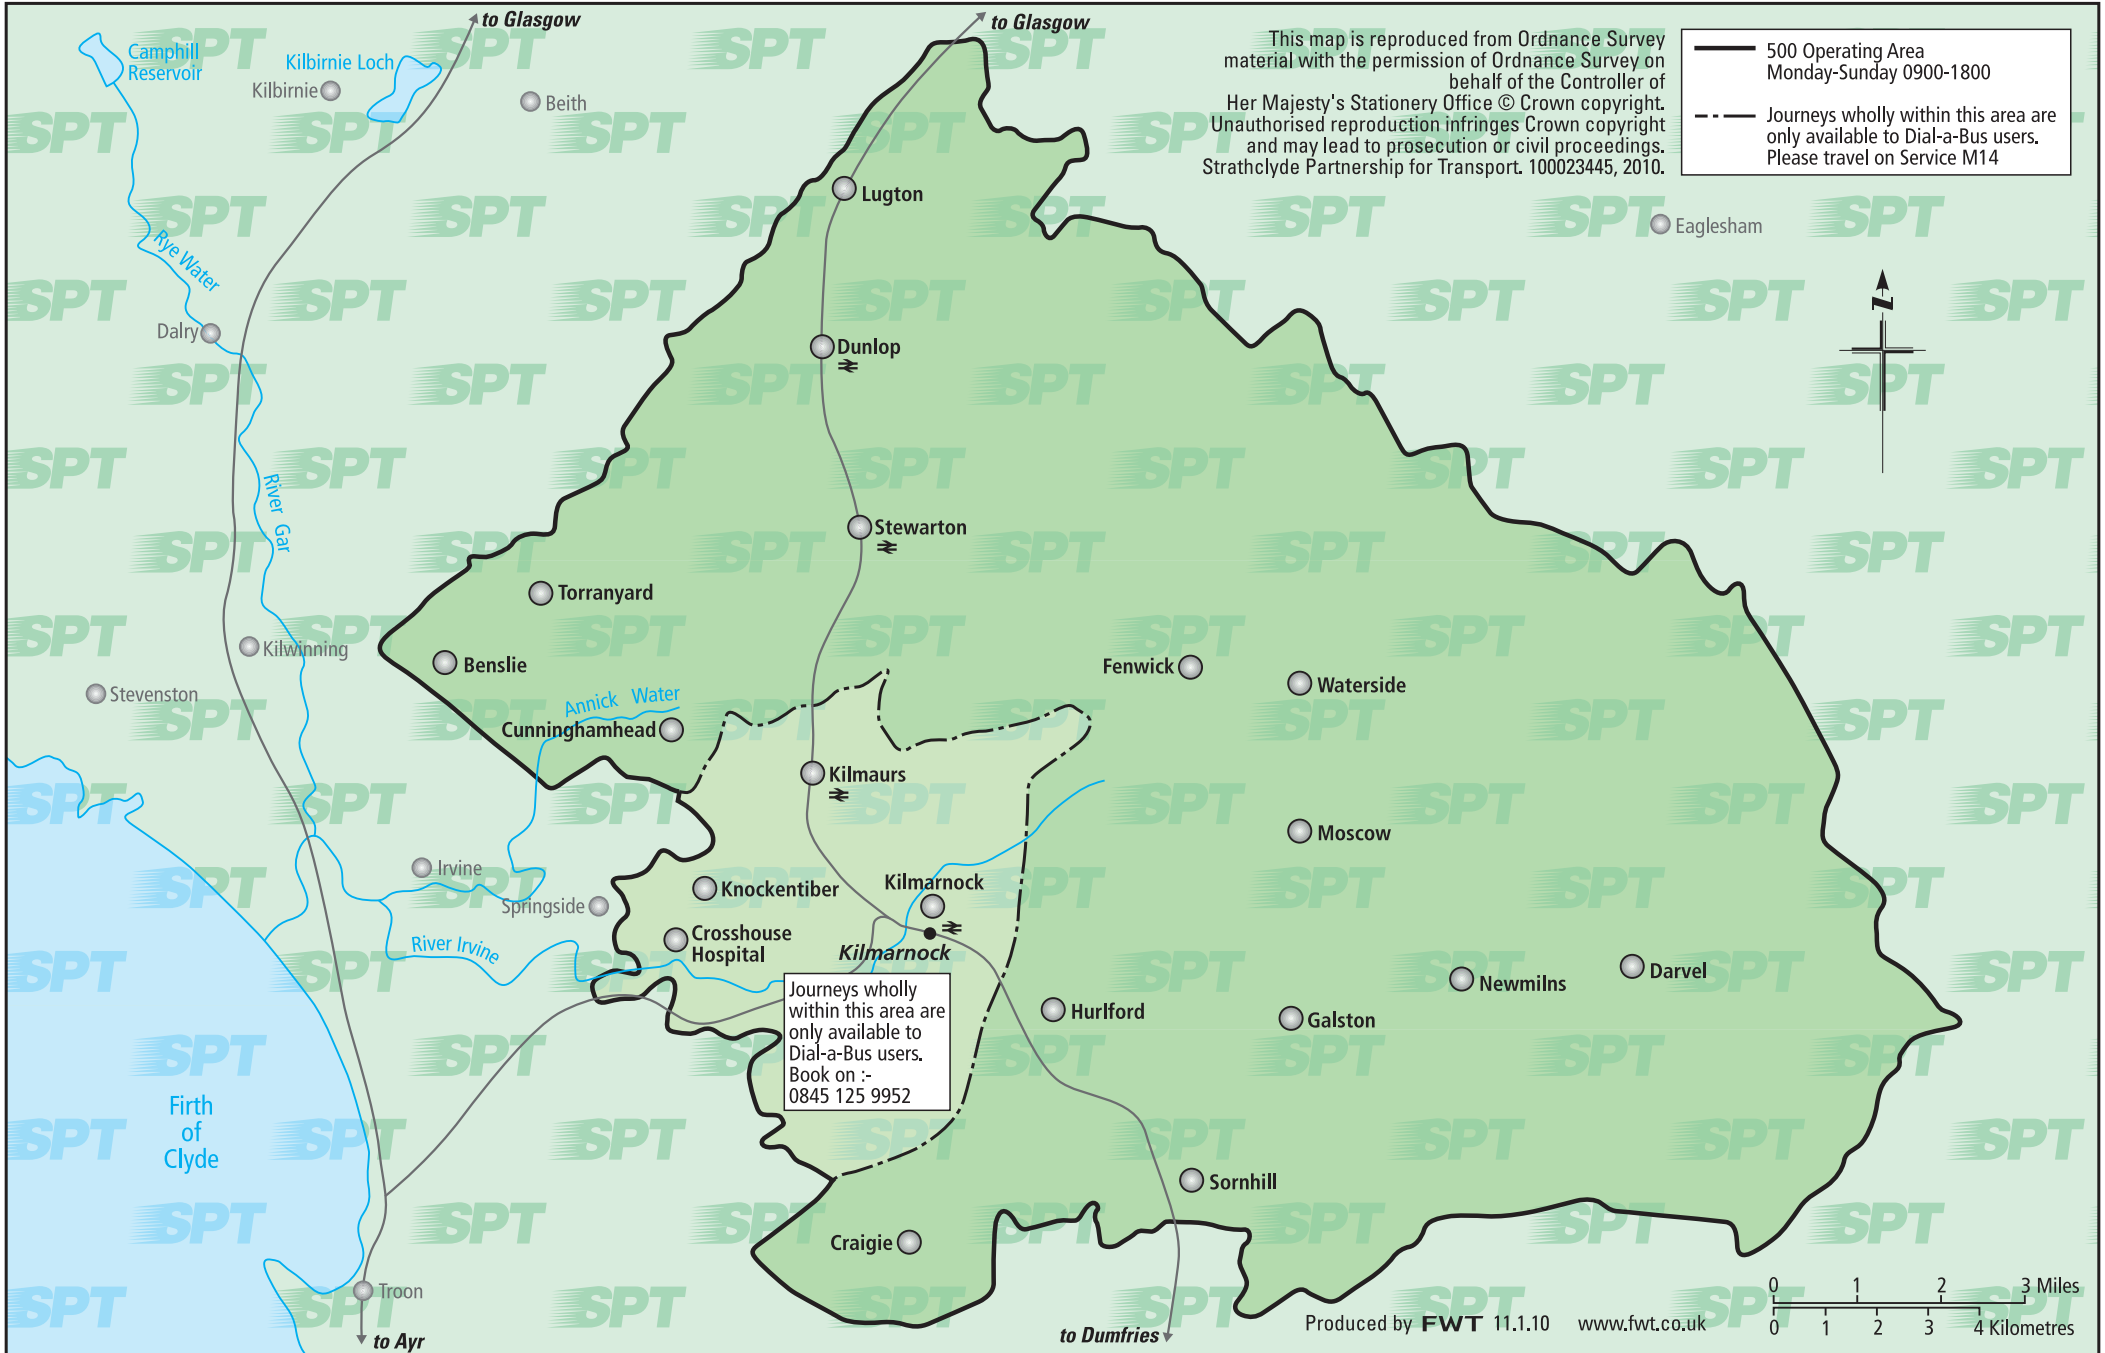 to Glasgow
to Glasgow
This map is reproduced from Ordnance Survey
material with the permission of Ordnance Survey on
behalf of the Controller of
Her Majesty's Stationery Office © Crown copyright.
Unauthorised reproduction infringes Crown copyright
and may lead to prosecution or civil proceedings.
Strathclyde Partnership for Transport. 100023445, 2010.
500 Operating Area
Monday-Sunday 0900-1800
Journeys wholly within this area are
only available to Dial-a-Bus users.
Please travel on Service M14
Camphill
Reservoir
Kilbirnie Loch
Kilbirnie
Beith
Lugton
Eaglesham
Rye Water
N
Dalry
Dunlop
River Gar
Stewarton
Torranyard
Kilwinning
Benslie
Fenwick
Waterside
Stevenston
Annick Water
Cunninghamhead
Kilmaurs
Moscow
Irvine
Knockentiber
Kilmarnock
Springside
Crosshouse
Hospital
River Irvine
Kilmarnock
Newmilns
Darvel
Journeys wholly
within this area are
only available to
Dial-a-Bus users.
Book on :-
0845 125 9952
Hurlford
Galston
Firth
of
Clyde
Sornhill
Craigie
Troon
to Ayr
to Dumfries
Produced by FWT 11.1.10 www.fwt.co.uk
0 1 2 3 Miles
0 1 2 3 4 Kilometres
SPT